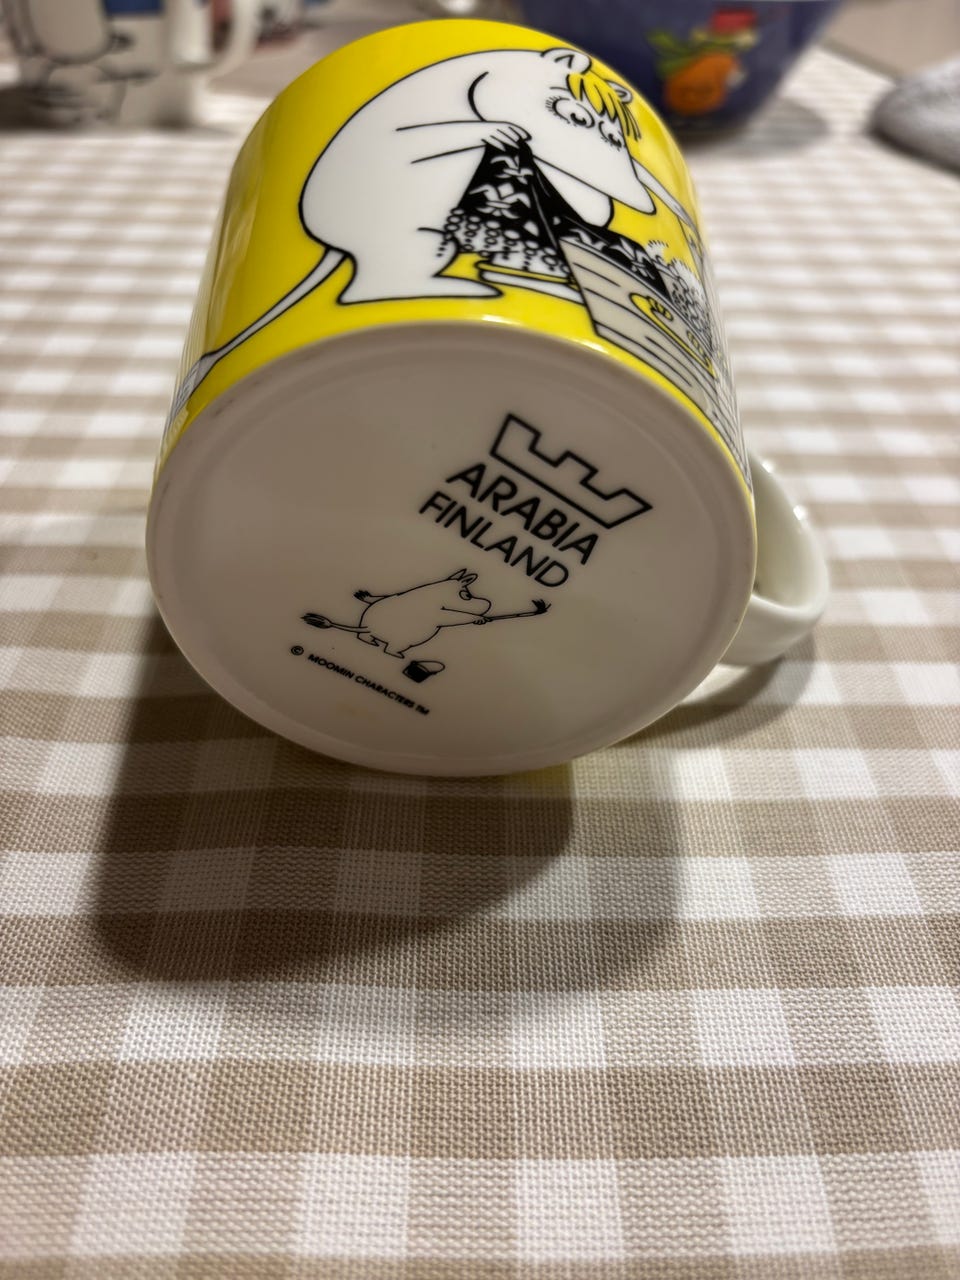 ARABIA
FINLAND
© MOOMIN CHARACTERS ™